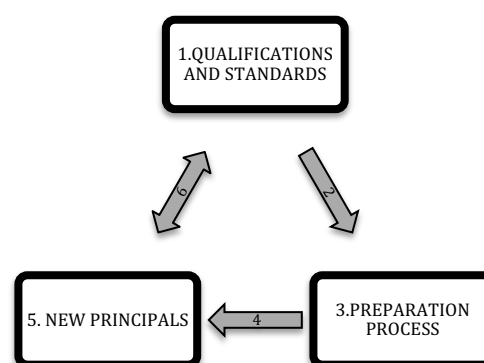 1.QUALIFICATIONS
AND STANDARDS
6
2
5. NEW PRINCIPALS
4
3.PREPARATION
PROCESS